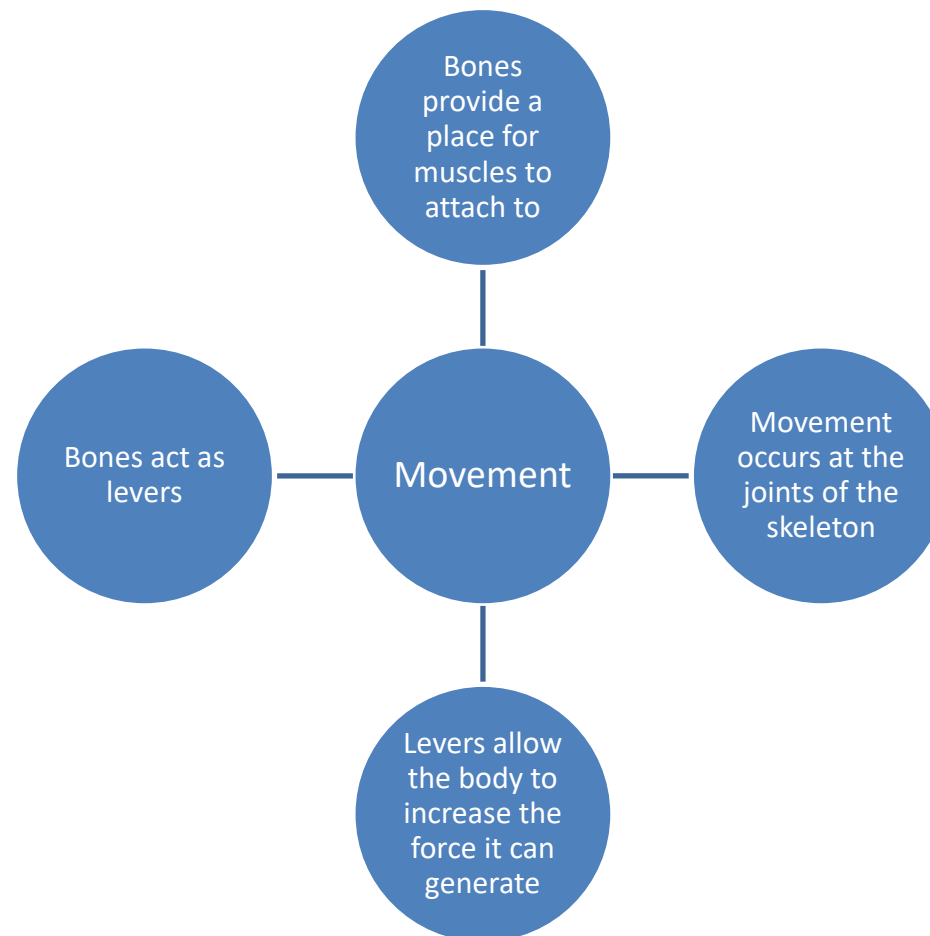 Bones
provide a
place for
muscles to
attach to
Bones act as
levers
Movement
Movement
occurs at the
joints of the
skeleton
Levers allow
the body to
increase the
force it can
generate